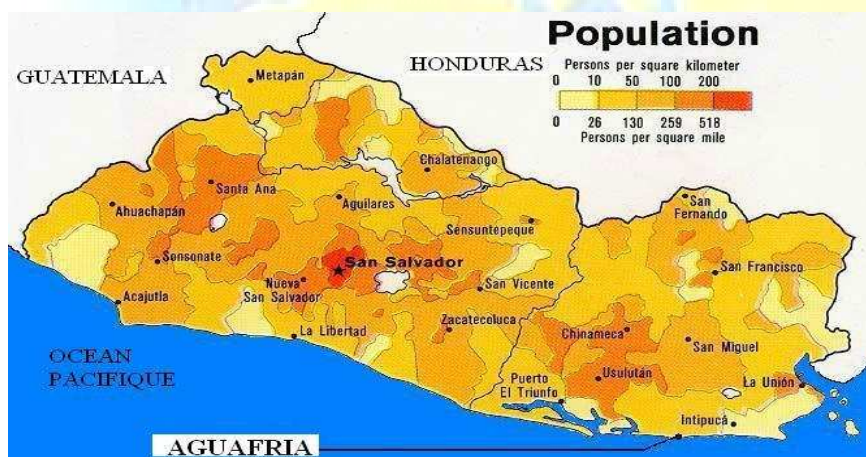 Population
Persons per square kilometer
0 10 50 100 200
0 26 130 259 518
Persons per square mile
GUATEMALA
HONDURAS
Metapán
Chalatenango
Santa Ana
Ahuachapán
Aguilares
San
Fernando
Sensuntepeque
Sonsonate
San Salvador
San Francisco
Nueva
San Salvador
San Vicente
Acajutla
La Libertad
Zacatecoluca
Chinameca
San Miguel
OCEAN
PACIFIQUE
Usulután
La Unión
Puerto
El Triunfo
Intipucá
AGUAFRIA